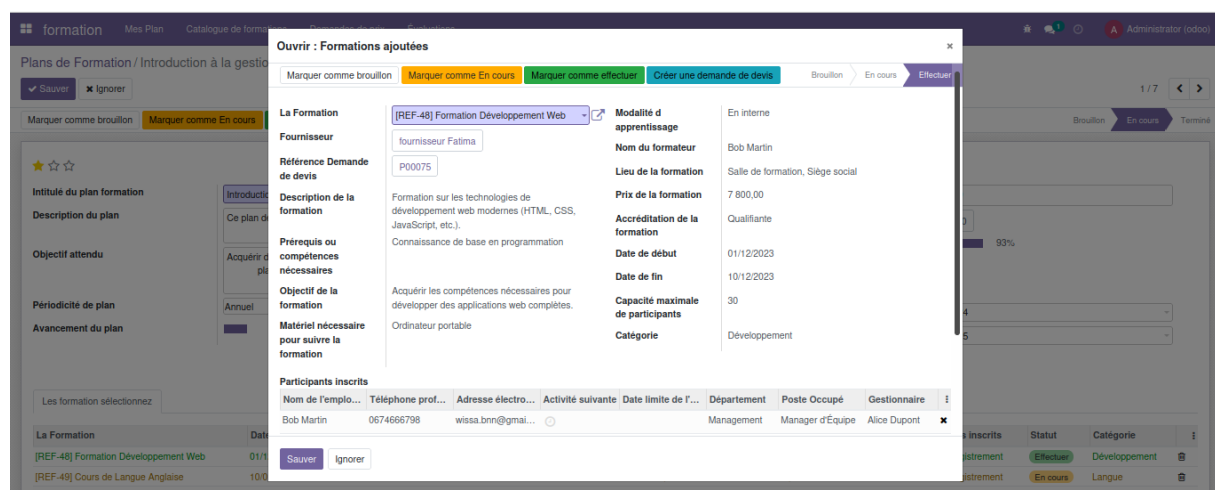 formation Mes Plan Catalogue de formations Demandes de prix Évaluations 1 A Administrator (odoo)
Plans de Formation / Introduction à la gestio
Sauver Ignorer 1 / 7
Marquer comme brouillon Marquer comme En cours Brouillon En cours Terminé
Intitulé du plan formation Introductio
Description du plan Ce plan de
Objectif attendu Acquérir d
pla
93%
Périodicité de plan Annuel
Avancement du plan
Les formation sélectionnez
La Formation Date s inscrits Statut Catégorie
[REF-48] Formation Développement Web 01/1 gistrement Effectuer Développement
[REF-49] Cours de Langue Anglaise 10/0 gistrement En cours Langue
Ouvrir : Formations ajoutées ×
Marquer comme brouillon Marquer comme En cours Marquer comme effectuer Créer une demande de devis Brouillon En cours Effectuer
La Formation [REF-48] Formation Développement Web
Fournisseur fournisseur Fatima
Référence Demande
de devis P00075
Description de la
formation
Formation sur les technologies de
développement web modernes (HTML, CSS,
JavaScript, etc.).
Prérequis ou
compétences
nécessaires
Connaissance de base en programmation
Objectif de la
formation
Acquérir les compétences nécessaires pour
développer des applications web complètes.
Matériel nécessaire
pour suivre la
formation
Ordinateur portable
Modalité d
apprentissage
En interne
Nom du formateur Bob Martin
Lieu de la formation Salle de formation, Siège social
Prix de la formation 7 800,00
Accréditation de la
formation
Qualifiante
Date de début 01/12/2023
Date de fin 10/12/2023
Capacité maximale
de participants
30
Catégorie Développement
Participants inscrits
Nom de l'emplo... Téléphone prof... Adresse électro... Activité suivante Date limite de l'... Département Poste Occupé Gestionnaire
Bob Martin 0674666798 wissa.bnn@gmai... Management Manager d'Équipe Alice Dupont
Sauver Ignorer